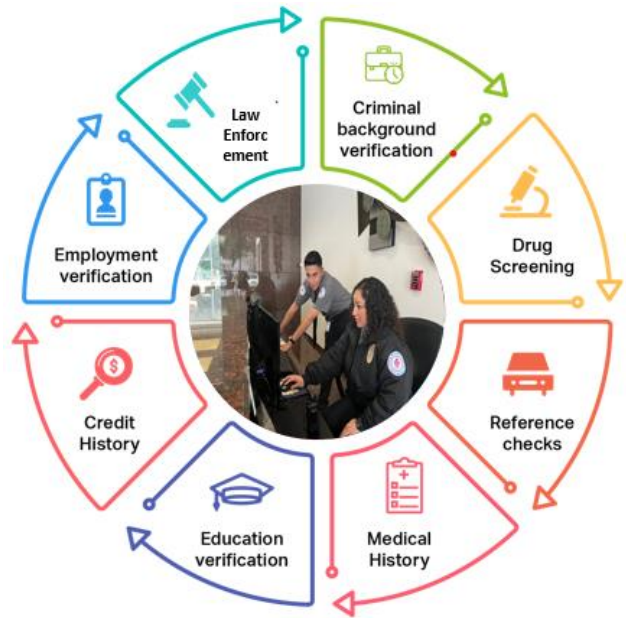 Law
Enforc
ement
Criminal
background
verification
Drug
Screening
Reference
checks
Medical
History
Education
verification
Credit
History
Employment
verification
$